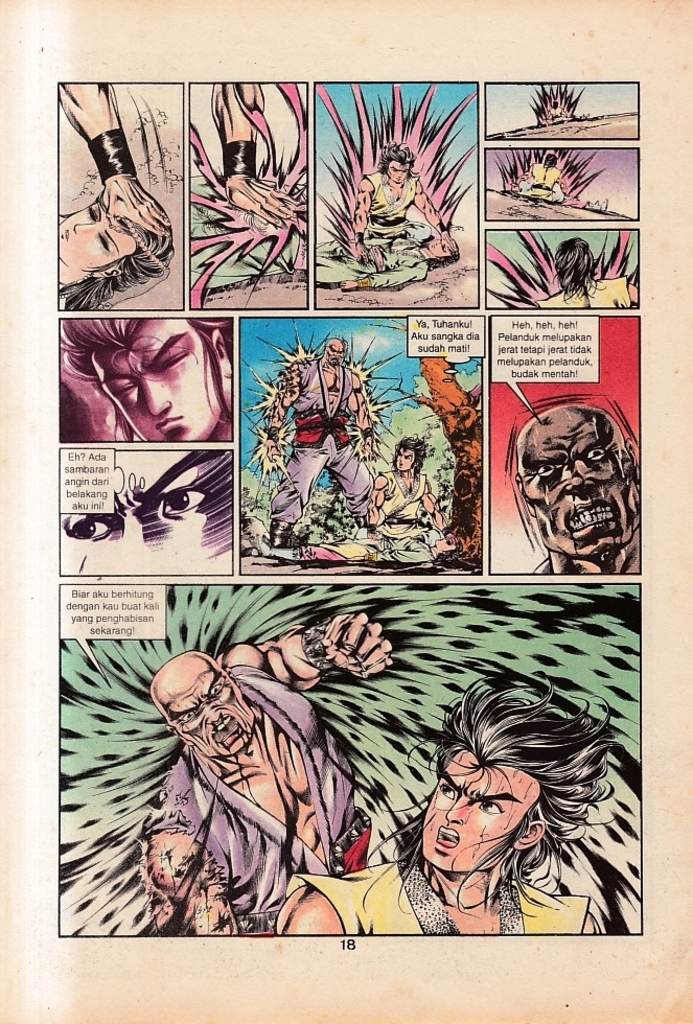 Ya, Tuhanku!
Aku sangka dia
sudah mati!
Heh, heh, heh!
Pelanduk melupakan
jerat tetapi jerat tidak
melupakan pelanduk,
budak mentah!
Eh? Ada
sambaran
angin dari
belakang
aku ini!
Biar aku berhitung
dengan kau buat kali
yang penghabisan
sekarang!
18